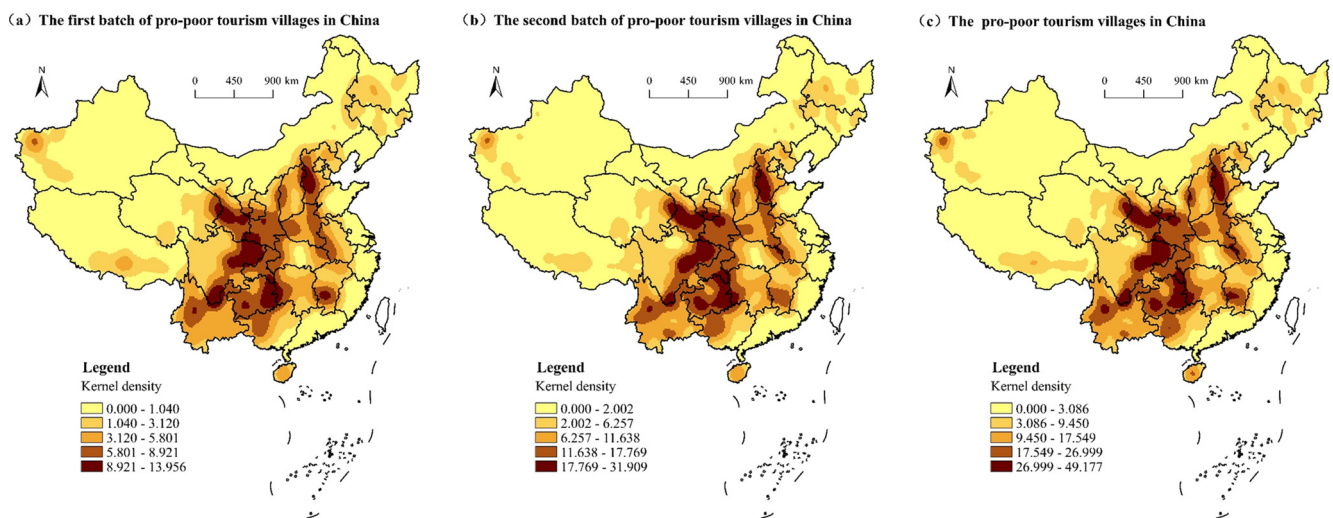 (a) The first batch of pro-poor tourism villages in China
N
0 450 900 km
Legend
Kernel density
0.000 - 1.040
1.040 - 3.120
3.120 - 5.801
5.801 - 8.921
8.921 - 13.956
(b) The second batch of pro-poor tourism villages in China
N
0 450 900 km
Legend
Kernel density
0.000 - 2.002
2.002 - 6.257
6.257 - 11.638
11.638 - 17.769
17.769 - 31.909
(c) The pro-poor tourism villages in China
N
0 450 900 km
Legend
Kernel density
0.000 - 3.086
3.086 - 9.450
9.450 - 17.549
17.549 - 26.999
26.999 - 49.177